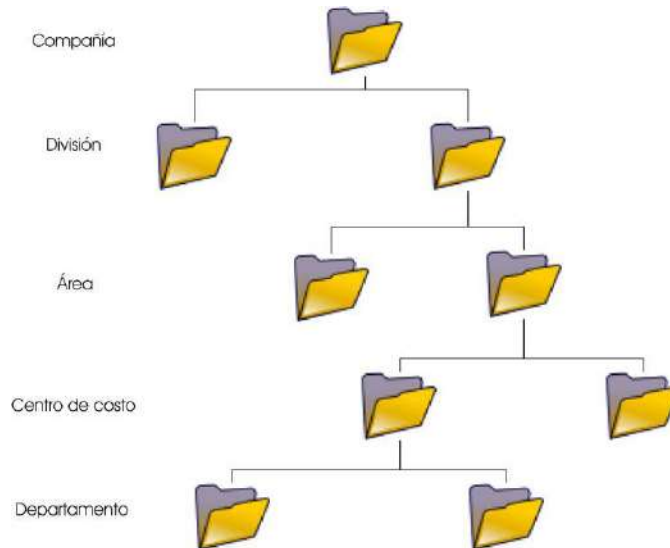 Compañía
División
Área
Centro de costo
Departamento